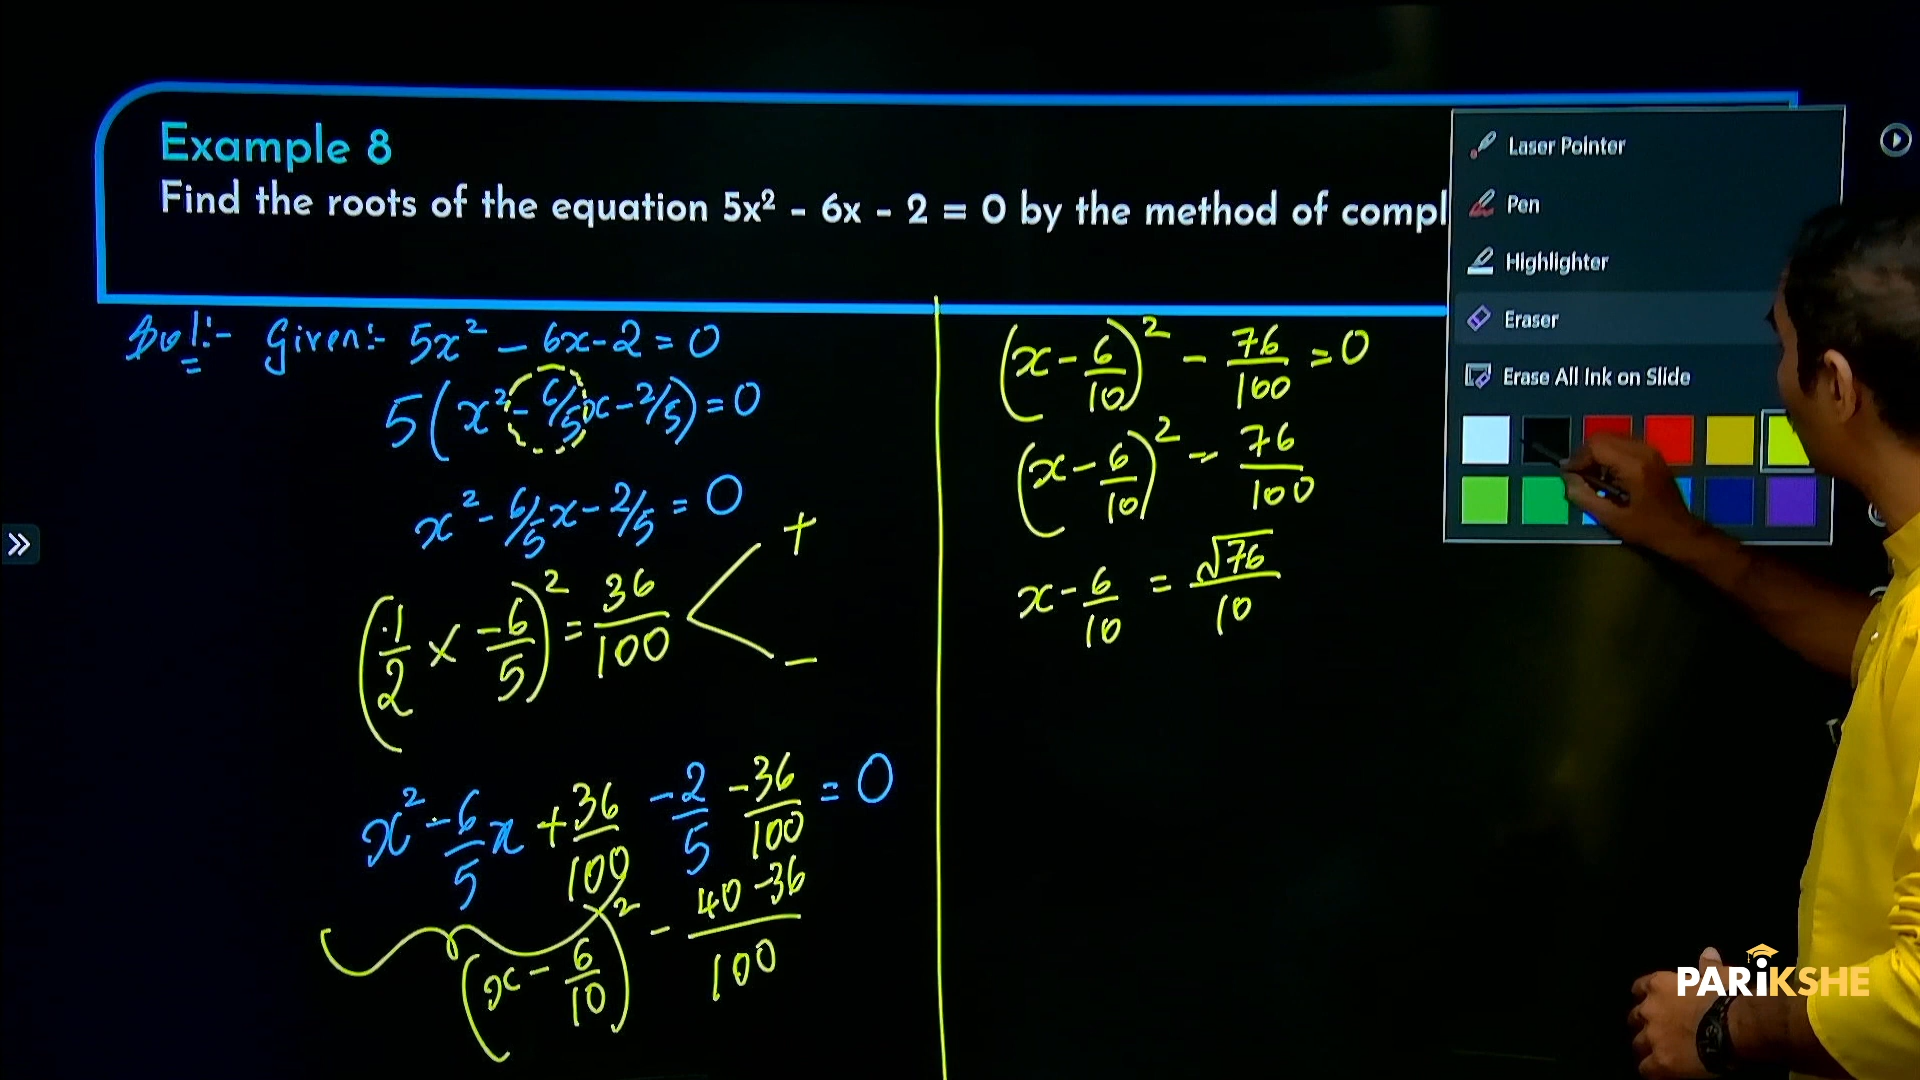 Example 8
Find the roots of the equation 5x² - 6x - 2 = 0 by the method of compl
Sol:- Given:- 5x² - 6x - 2 = 0
5(x² - 6/5x - 2/5) = 0
x² - 6/5x - 2/5 = 0
(1/2 × -6/5)² = 36/100 < + -
x² - 6/5 x + 36/100 - 2/5 - 36/100 = 0
(x - 6/10)² - 40-36/100
(x - 6/10)² - 76/100 = 0
(x - 6/10)² = 76/100
x - 6/10 = √76/10
Laser Pointer
Pen
Highlighter
Eraser
Erase All Ink on Slide
PARIKSHE